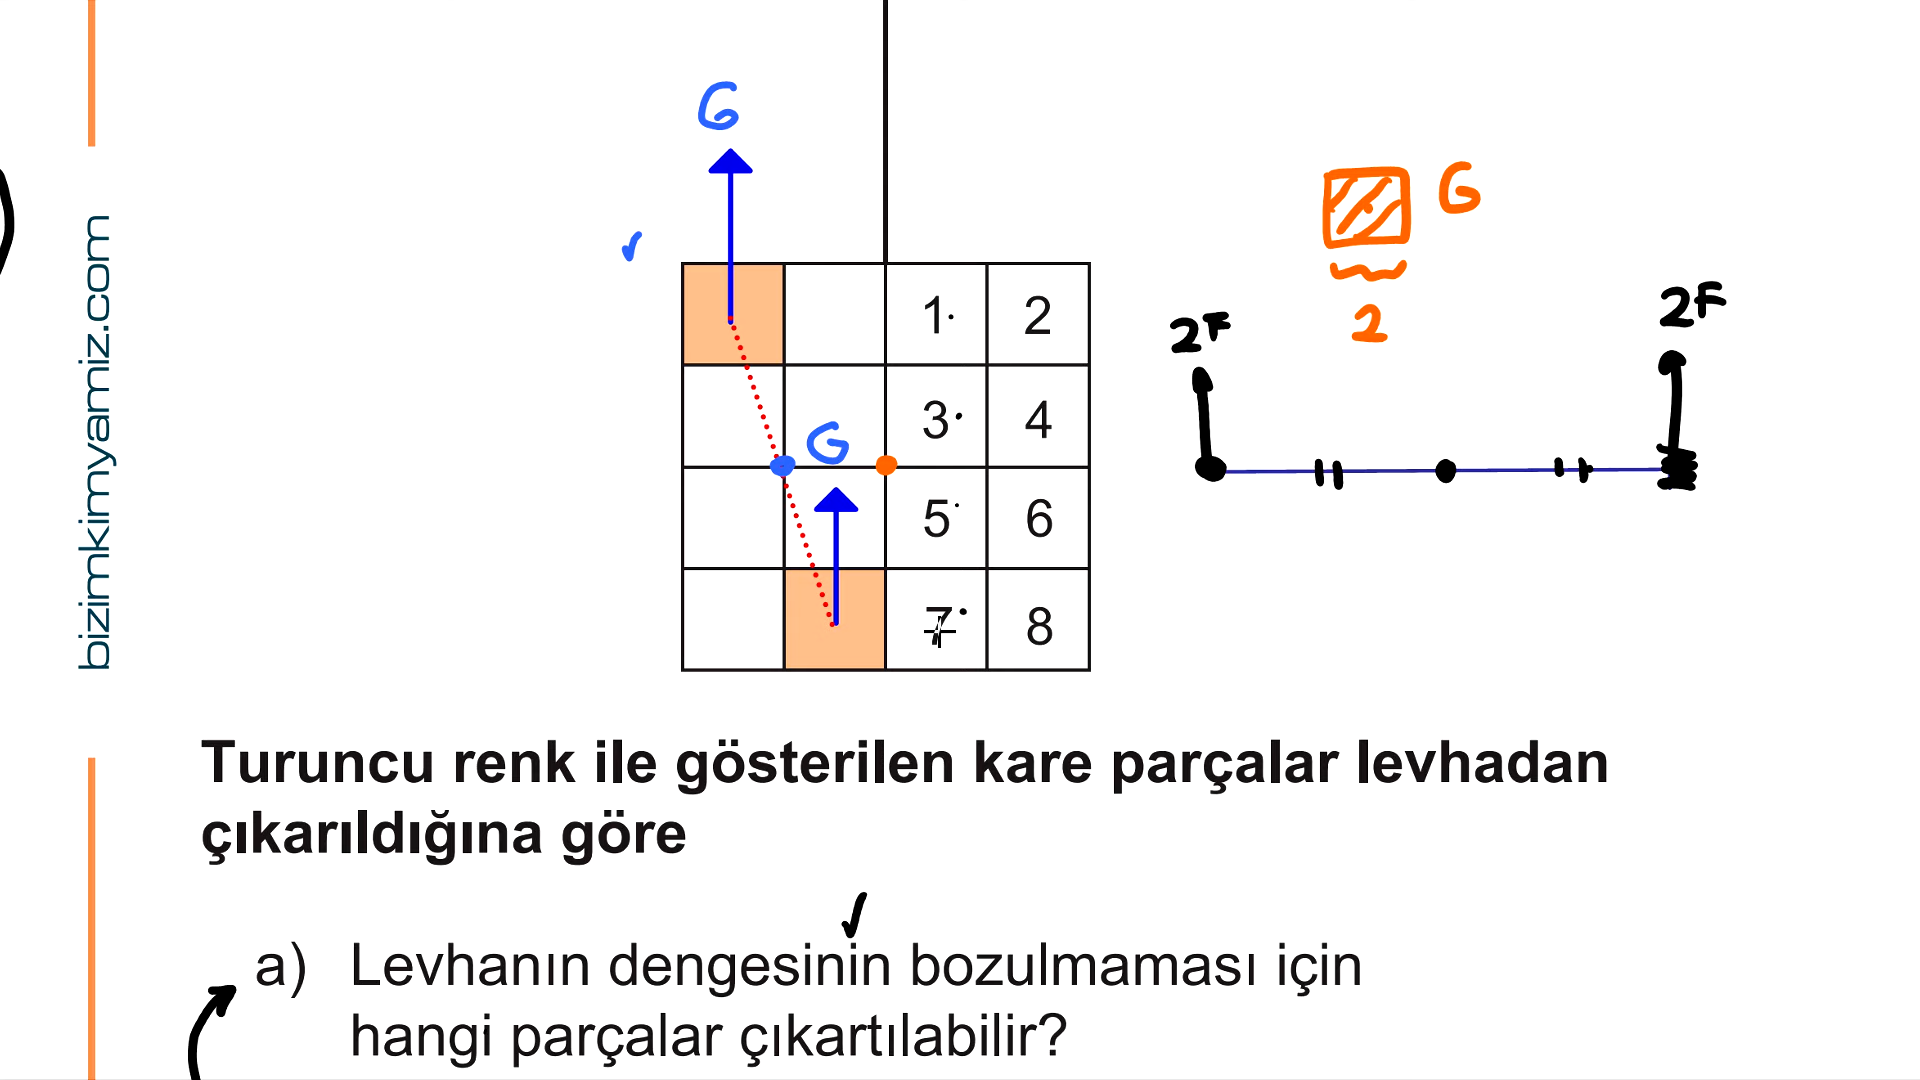 bizimkimyamiz.com
G
G
2
2F
2F
1 2
3 4
G
5 6
7 8
Turuncu renk ile gösterilen kare parçalar levhadan
çıkarıldığına göre
a) Levhanın dengesinin bozulmaması için
hangi parçalar çıkartılabilir?